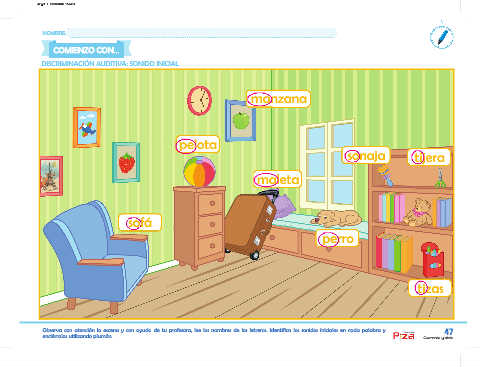 NOMBRE:
COMIENZO CON...
DISCRIMINACIÓN AUDITIVA: SONIDO INICIAL
manzana
pelota
sonaja
tijera
maleta
sofá
perro
tizas
Observa con atención la escena y con ayuda de tu profesora, lee los nombres de los letreros. Identifica los sonidos iniciales en cada palabra y
enciérralos utilizando plumón.
47